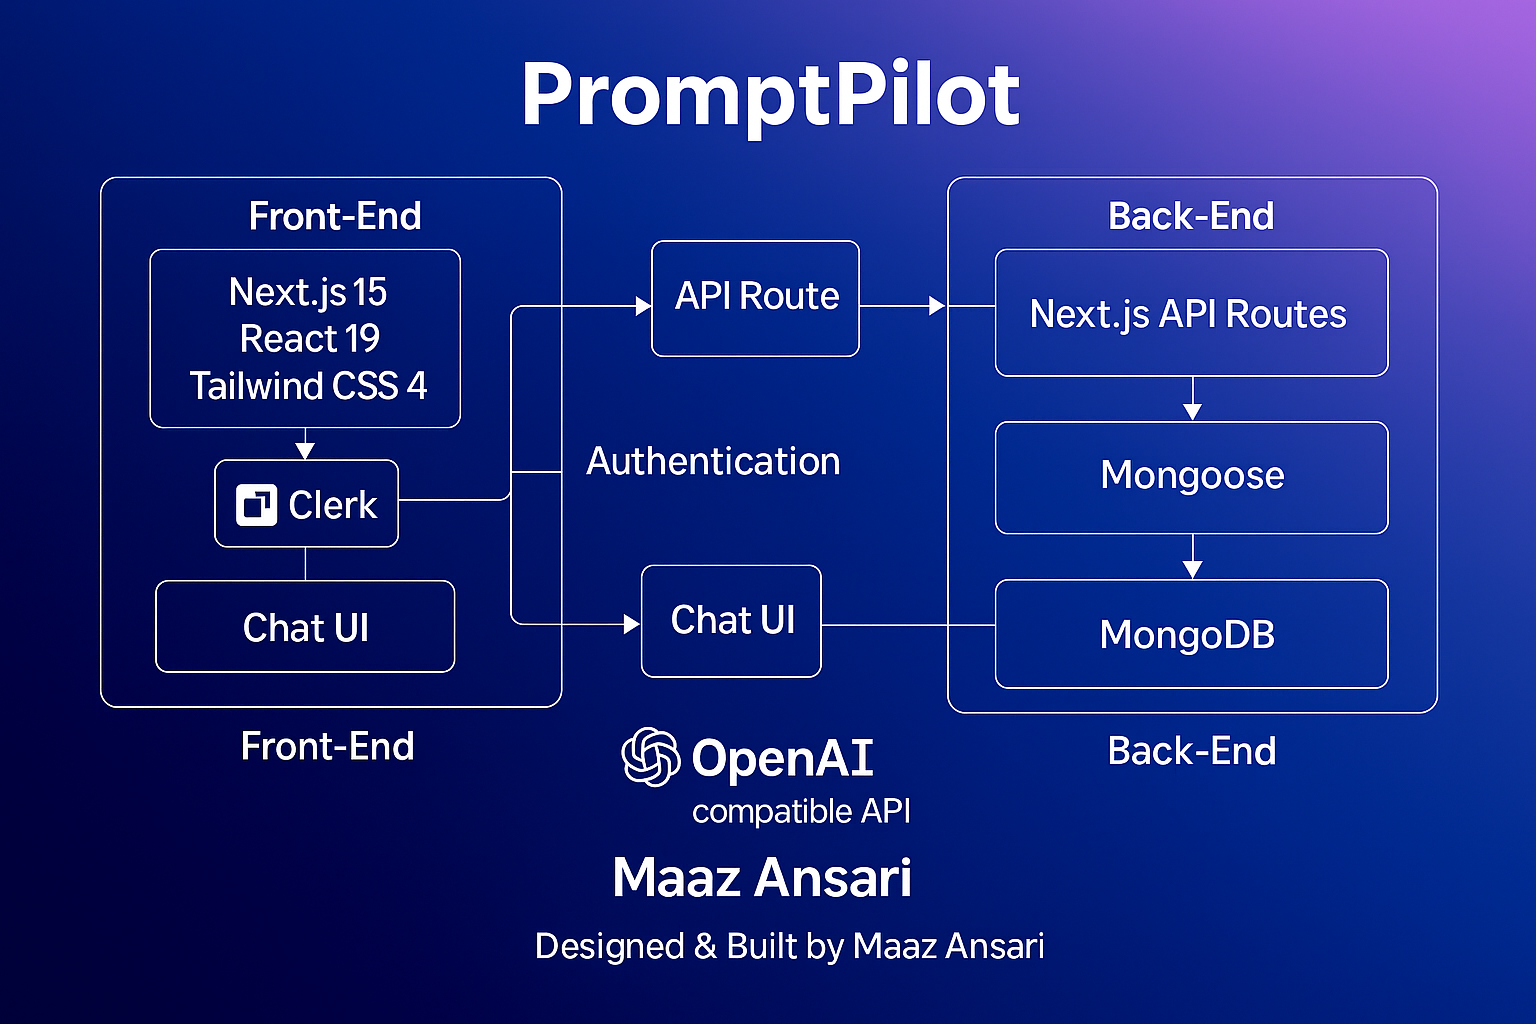 PromptPilot
Front-End
Next.js 15
React 19
Tailwind CSS 4
Clerk
Chat UI
Front-End
API Route
Authentication
Chat UI
Back-End
Next.js API Routes
Mongoose
MongoDB
Back-End
OpenAI
compatible API
Maaz Ansari
Designed & Built by Maaz Ansari